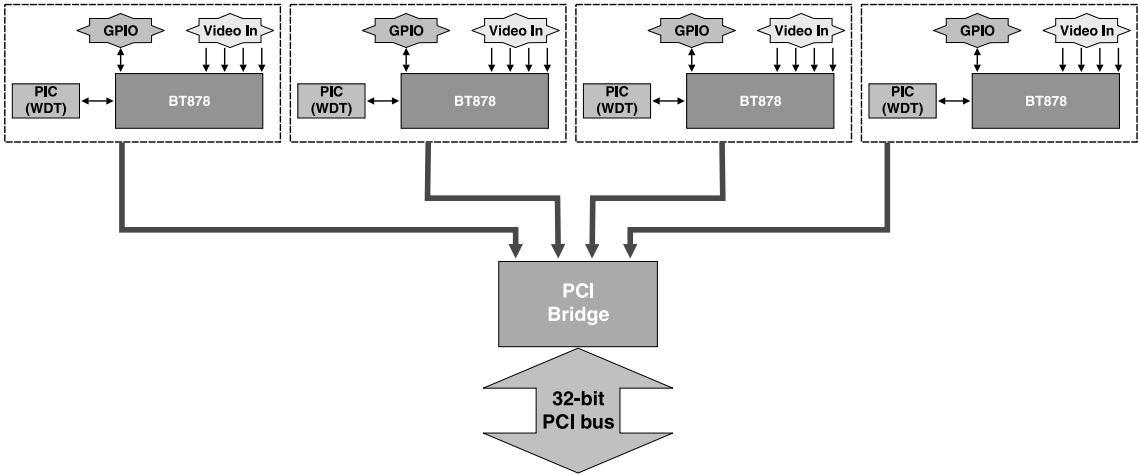 GPIO
Video In
PIC
(WDT)
BT878
GPIO
Video In
PIC
(WDT)
BT878
GPIO
Video In
PIC
(WDT)
BT878
GPIO
Video In
PIC
(WDT)
BT878
PCI
Bridge
32-bit
PCI bus